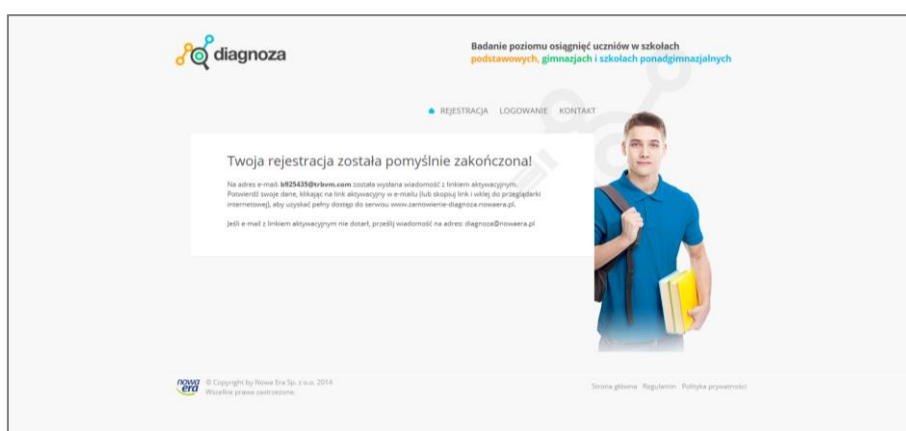 diagnoza
Badanie poziomu osiągnięć uczniów w szkołach
podstawowych, gimnazjach i szkołach ponadgimnazjalnych
REJESTRACJA LOGOWANIE KONTAKT
Twoja rejestracja została pomyślnie zakończona!
Na adres e-mail: b925435@trbvm.com została wysłana wiadomość z linkiem aktywacyjnym.
Potwierdź swoje dane, klikając na link aktywacyjny w e-mailu (lub skopiuj link i wklej do przeglądarki
internetowej), aby uzyskać pełny dostęp do serwisu www.zamowienie-diagnoza.nowaera.pl.
Jeśli e-mail z linkiem aktywacyjnym nie dotarł, prześlij wiadomość na adres: diagnoza@nowaera.pl
nowa era © Copyright by Nowa Era Sp. z o.o. 2014
Wszelkie prawa zastrzeżone.
Strona główna Regulamin Polityka prywatności